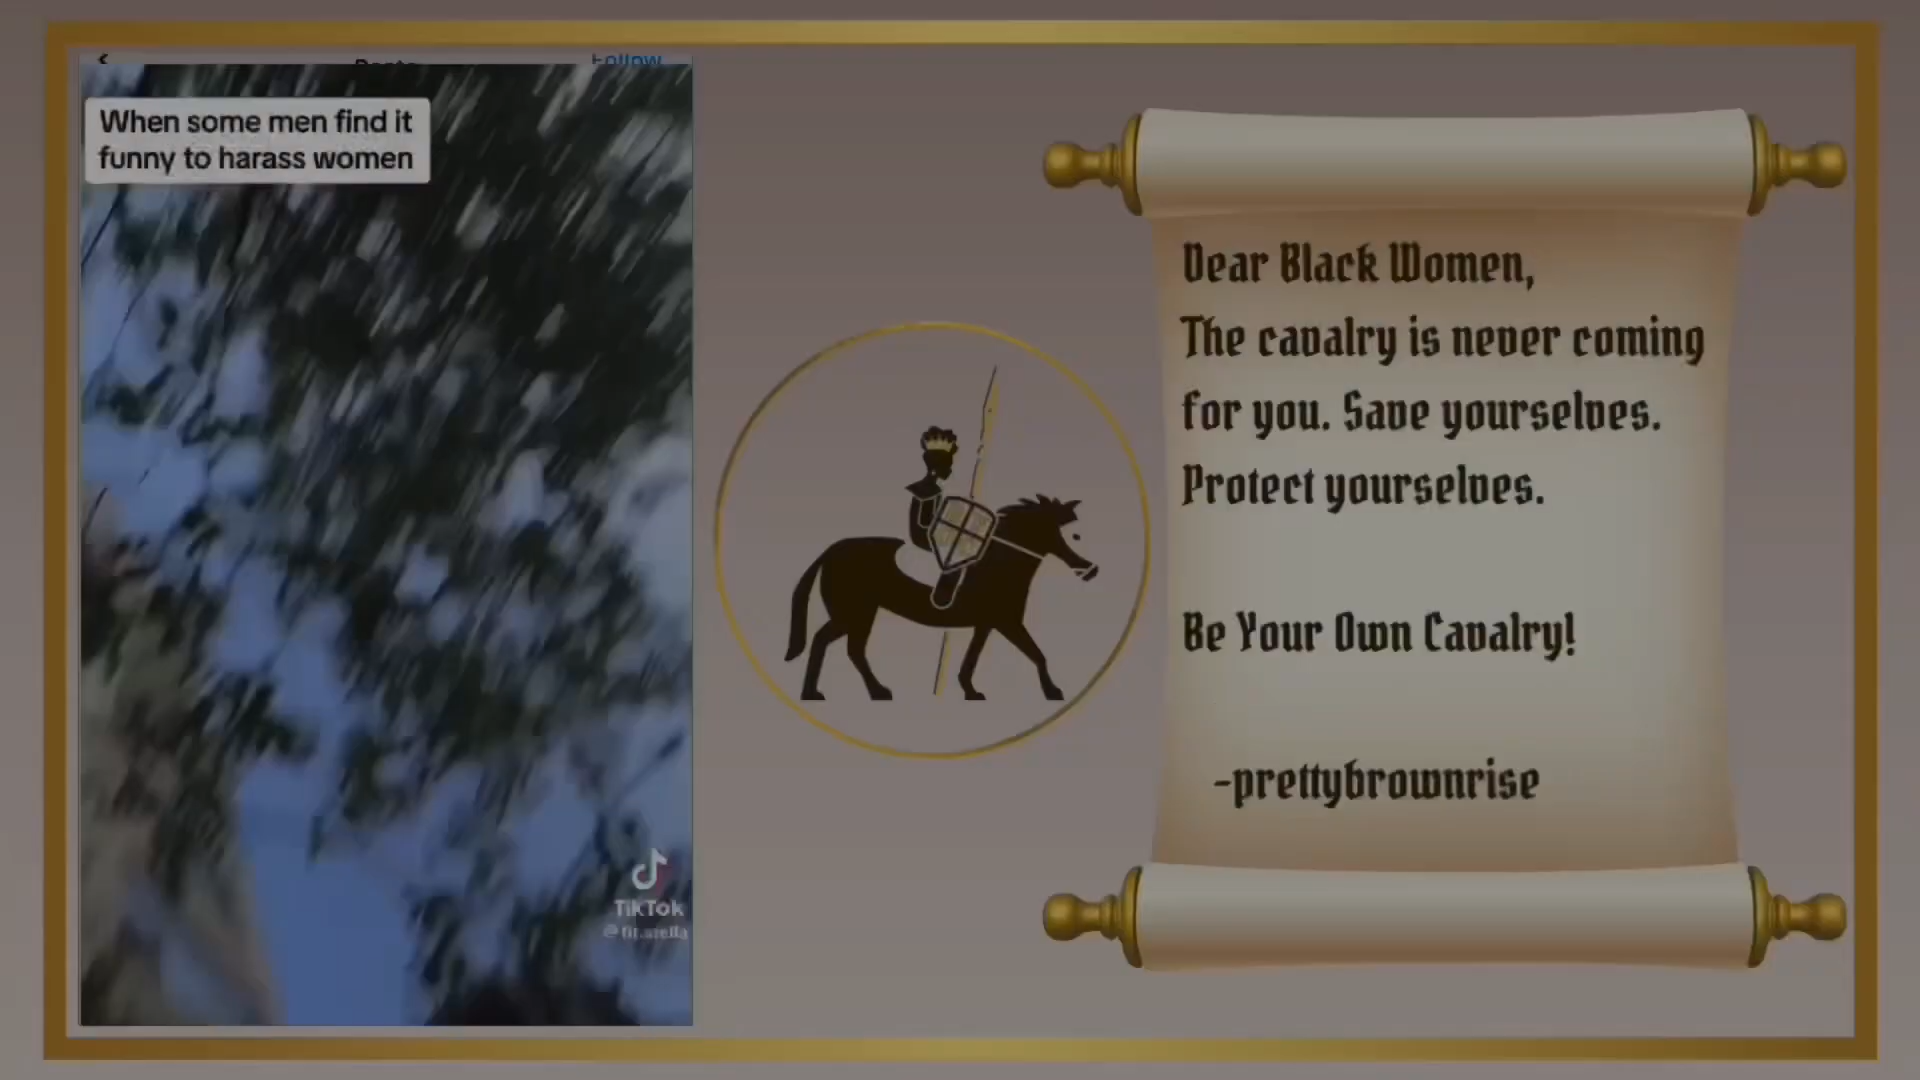 Follow
When some men find it
funny to harass women
TikTok
Dear Black Women,
The cavalry is never coming
for you. Save yourselves.
Protect yourselves.
Be Your Own Cavalry!
-prettybrownrise